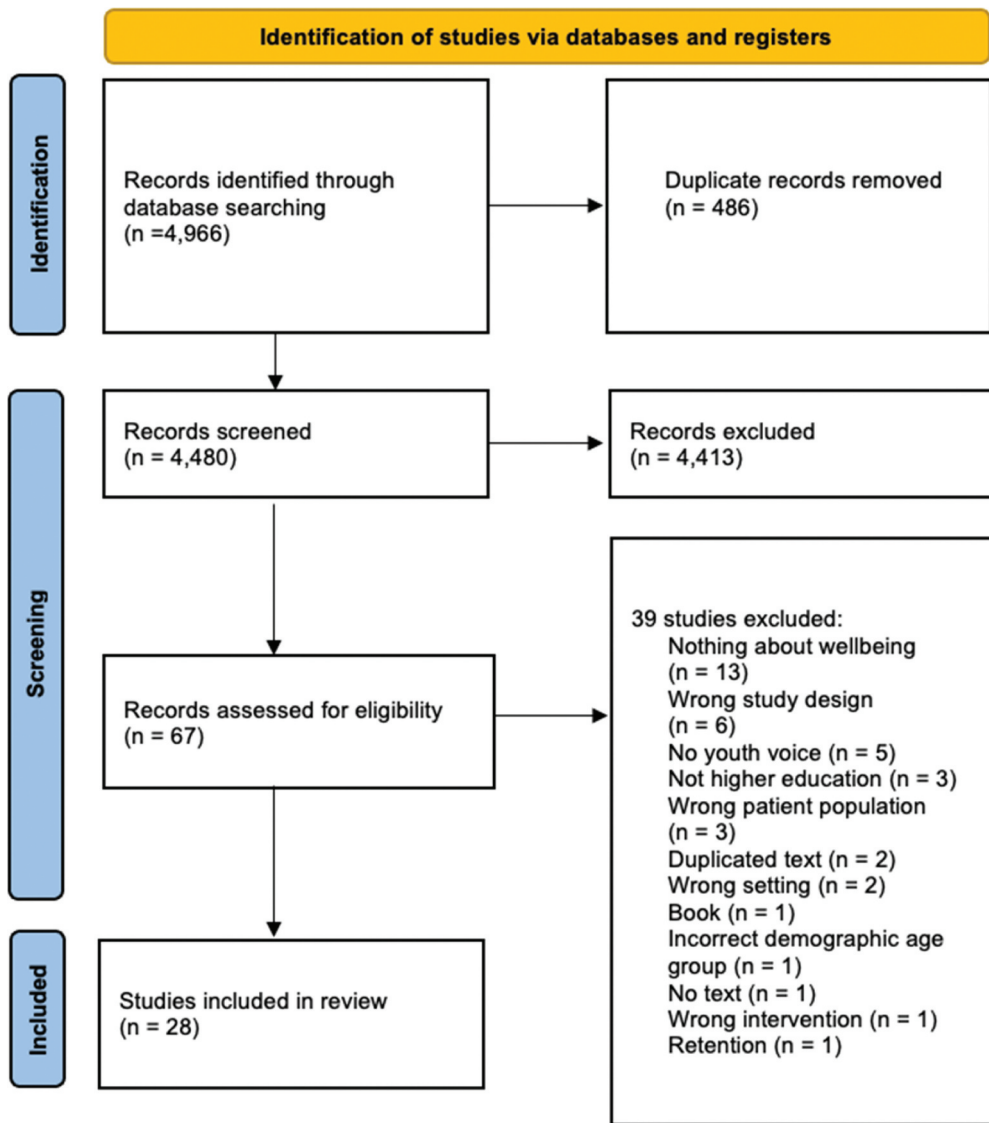 Identification of studies via databases and registers
Identification
Records identified through
database searching
(n =4,966)
Duplicate records removed
(n = 486)
Screening
Records screened
(n = 4,480)
Records excluded
(n = 4,413)
Records assessed for eligibility
(n = 67)
39 studies excluded:
Nothing about wellbeing
(n = 13)
Wrong study design
(n = 6)
No youth voice (n = 5)
Not higher education (n = 3)
Wrong patient population
(n = 3)
Duplicated text (n = 2)
Wrong setting (n = 2)
Book (n = 1)
Incorrect demographic age
group (n = 1)
No text (n = 1)
Wrong intervention (n = 1)
Retention (n = 1)
Included
Studies included in review
(n = 28)